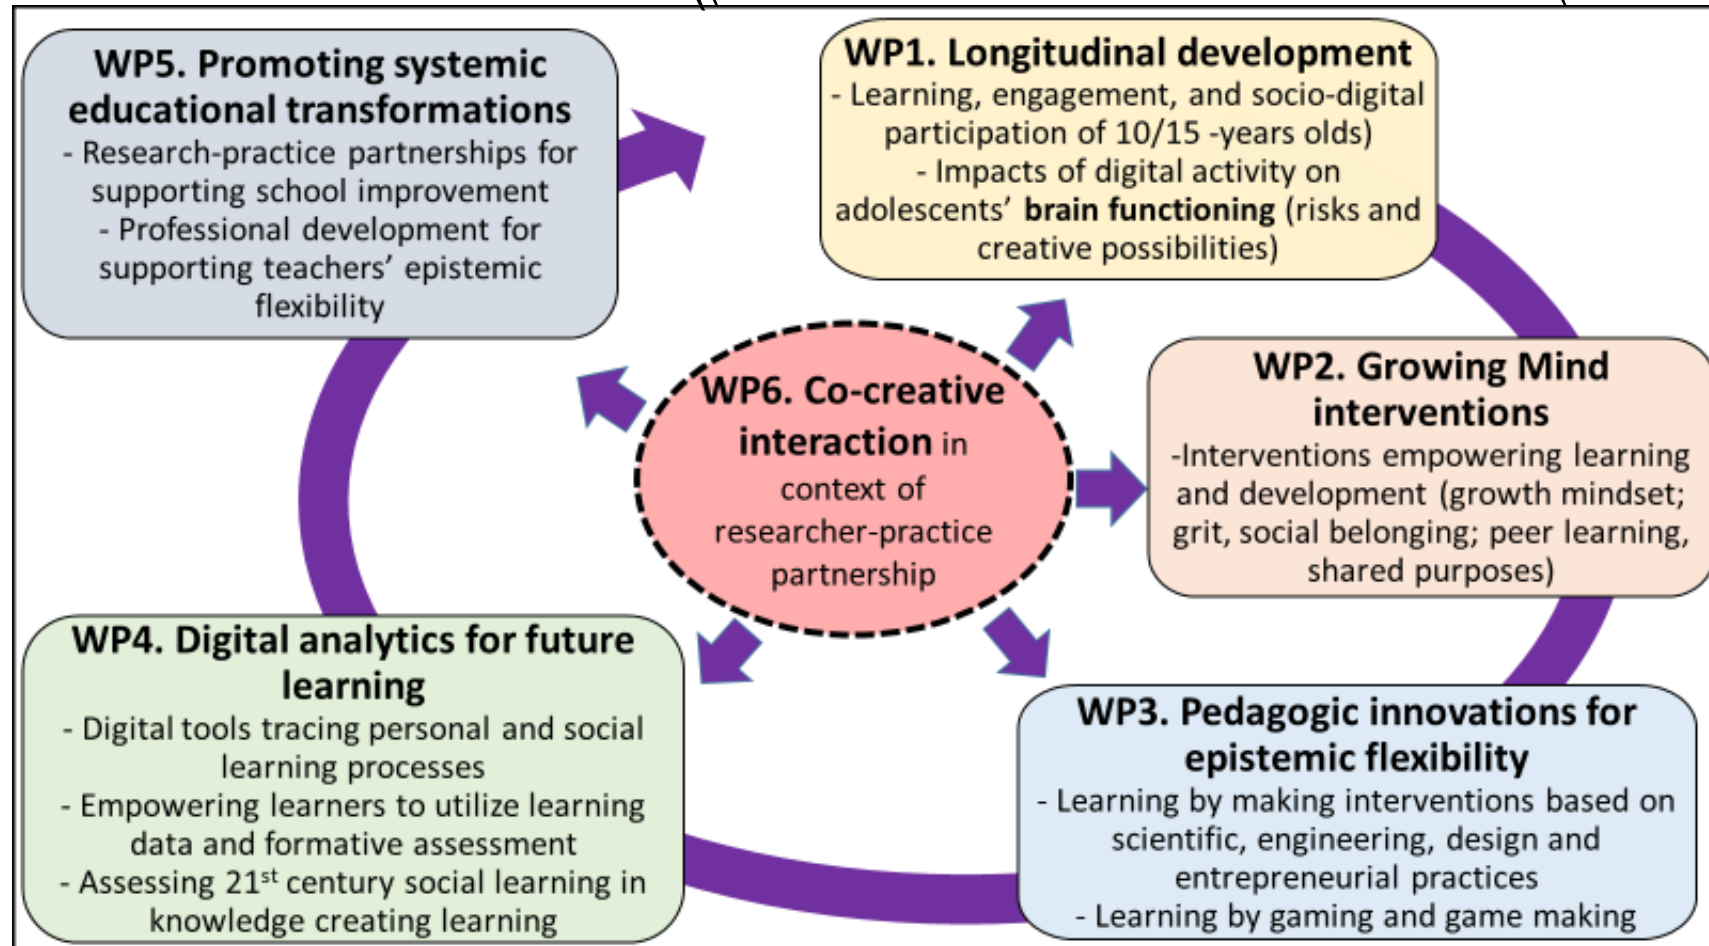 WP5. Promoting systemic
educational transformations
- Research-practice partnerships for
supporting school improvement
- Professional development for
supporting teachers’ epistemic
flexibility
WP1. Longitudinal development
- Learning, engagement, and socio-digital
participation of 10/15 -years olds)
- Impacts of digital activity on
adolescents’ brain functioning (risks and
creative possibilities)
WP6. Co-creative
interaction in
context of
researcher-practice
partnership
WP2. Growing Mind
interventions
-Interventions empowering learning
and development (growth mindset;
grit, social belonging; peer learning,
shared purposes)
WP4. Digital analytics for future
learning
- Digital tools tracing personal and social
learning processes
- Empowering learners to utilize learning
data and formative assessment
- Assessing 21st century social learning in
knowledge creating learning
WP3. Pedagogic innovations for
epistemic flexibility
- Learning by making interventions based on
scientific, engineering, design and
entrepreneurial practices
- Learning by gaming and game making